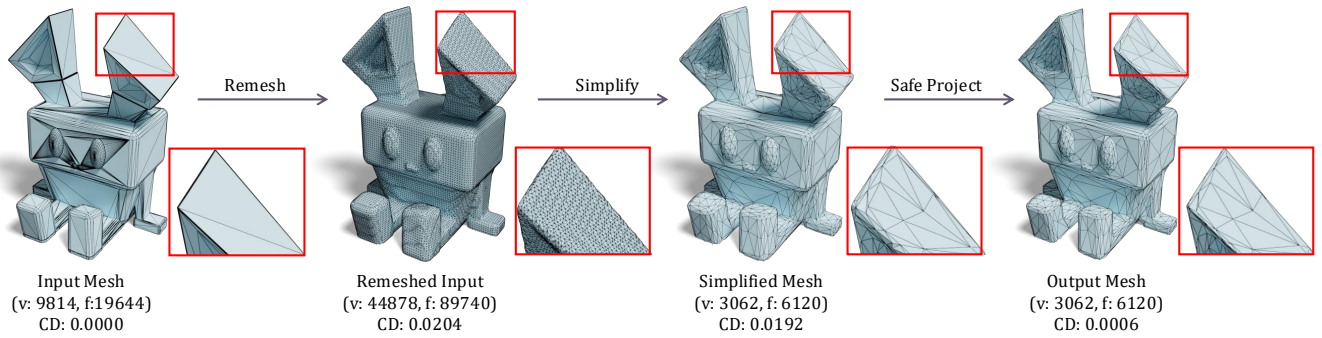 Remesh
Simplify
Safe Project
Input Mesh
(v: 9814, f:19644)
CD: 0.0000
Remeshed Input
(v: 44878, f: 89740)
CD: 0.0204
Simplified Mesh
(v: 3062, f: 6120)
CD: 0.0192
Output Mesh
(v: 3062, f: 6120)
CD: 0.0006